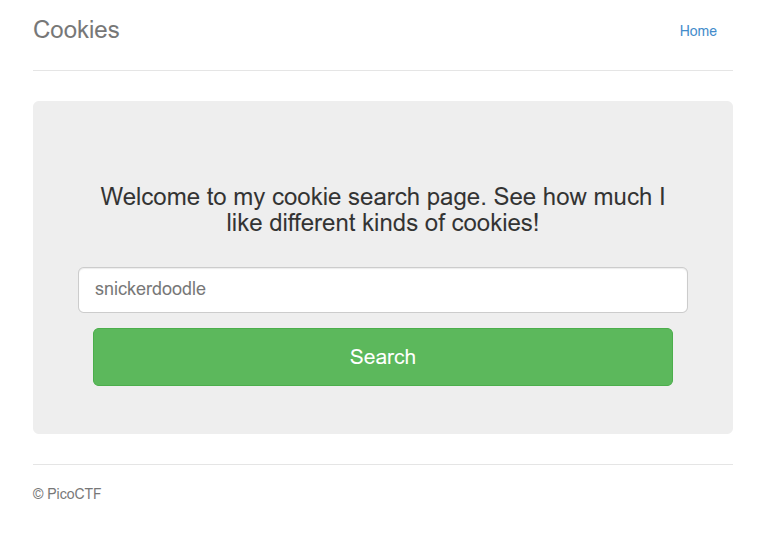 Cookies
Home
Welcome to my cookie search page. See how much I
like different kinds of cookies!
snickerdoodle
Search
© PicoCTF